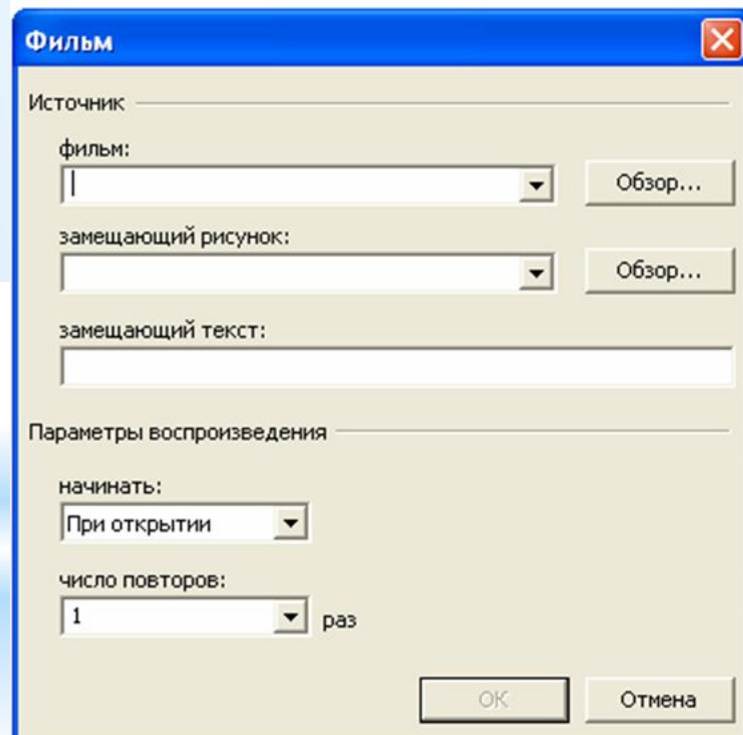 Фильм
Источник
фильм:
Обзор...
замещающий рисунок:
Обзор...
замещающий текст:
Параметры воспроизведения
начинать:
При открытии
число повторов:
1 раз
ОК Отмена